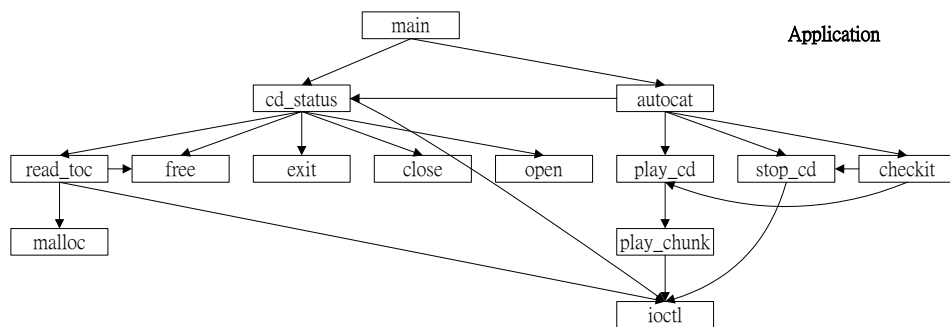 main
Application
cd_status
autocat
read_toc
free
exit
close
open
play_cd
stop_cd
checkit
malloc
play_chunk
ioctl